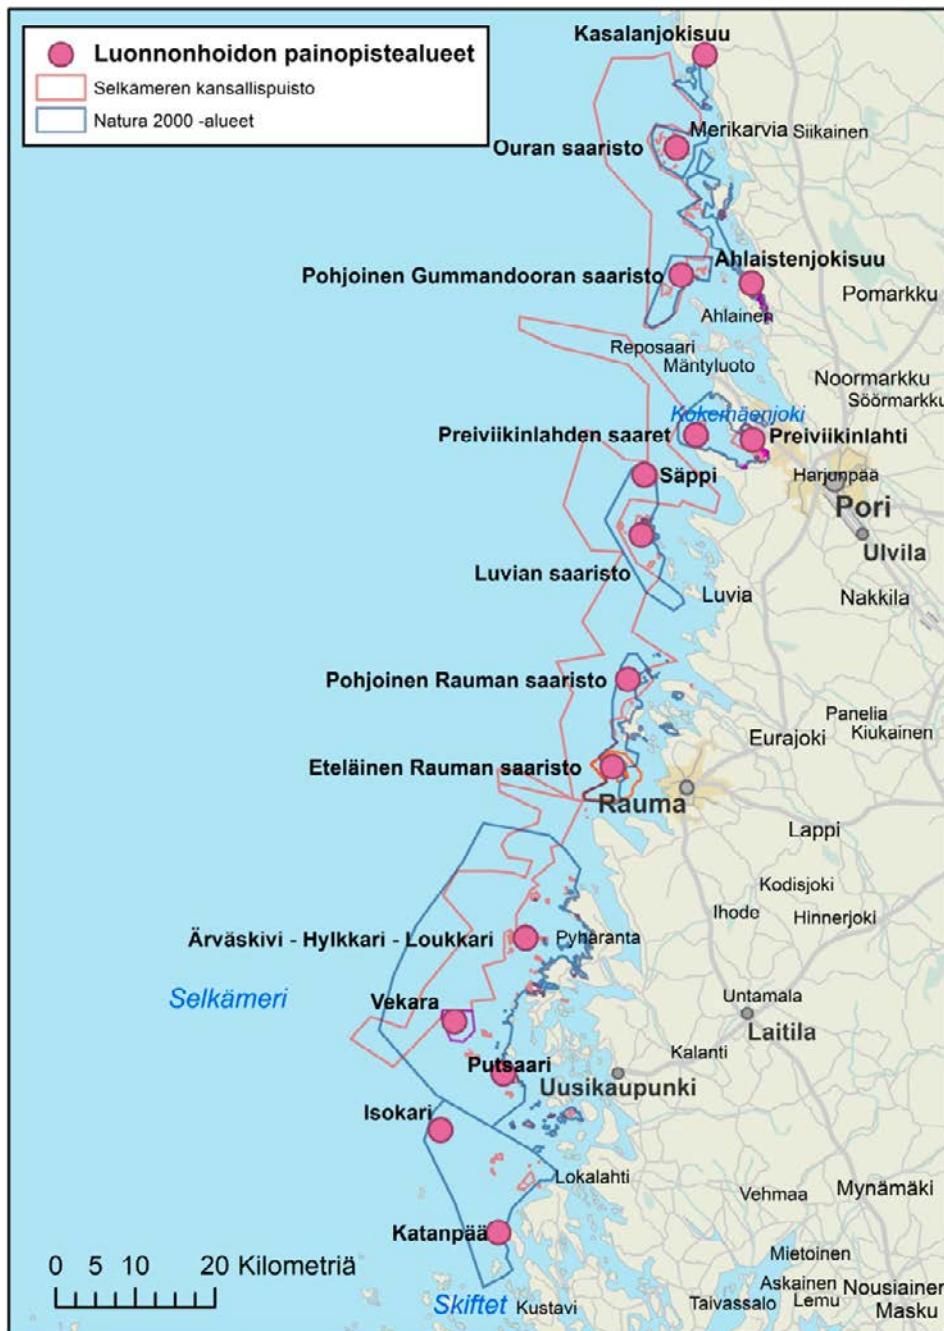 Luonnonhoidon painopistealueet
Selkämeren kansallispuisto
Natura 2000 -alueet
Kasalanjokisuu
Merikarvia
Siikainen
Ouran saaristo
Ahlaistenjokisuu
Pohjoinen Gummandooran saaristo
Pomarkku
Ahlainen
Reposaari
Mäntyluoto
Noormarkku
Söörmarkku
Kokemäenjoki
Preiviikinlahden saaret
Preiviikinlahti
Säppi
Harjunpää
Pori
Ulvila
Luvian saaristo
Luvia
Nakkila
Pohjoinen Rauman saaristo
Panelia
Kiukainen
Eurajoki
Eteläinen Rauman saaristo
Rauma
Lappi
Kodisjoki
Ihode
Hinnerjoki
Ärväskivi - Hylkkari - Loukkari
Pyhäranta
Selkämeri
Untamala
Vekara
Laitila
Kalanti
Putsaari
Uusikaupunki
Isokari
Lokalahti
Vehmaa
Mynämäki
Katanpää
Mietoinen
0 5 10 20 Kilometriä
Askainen
Nousiainen
Skiftet
Kustavi
Taivassalo
Lemu
Masku